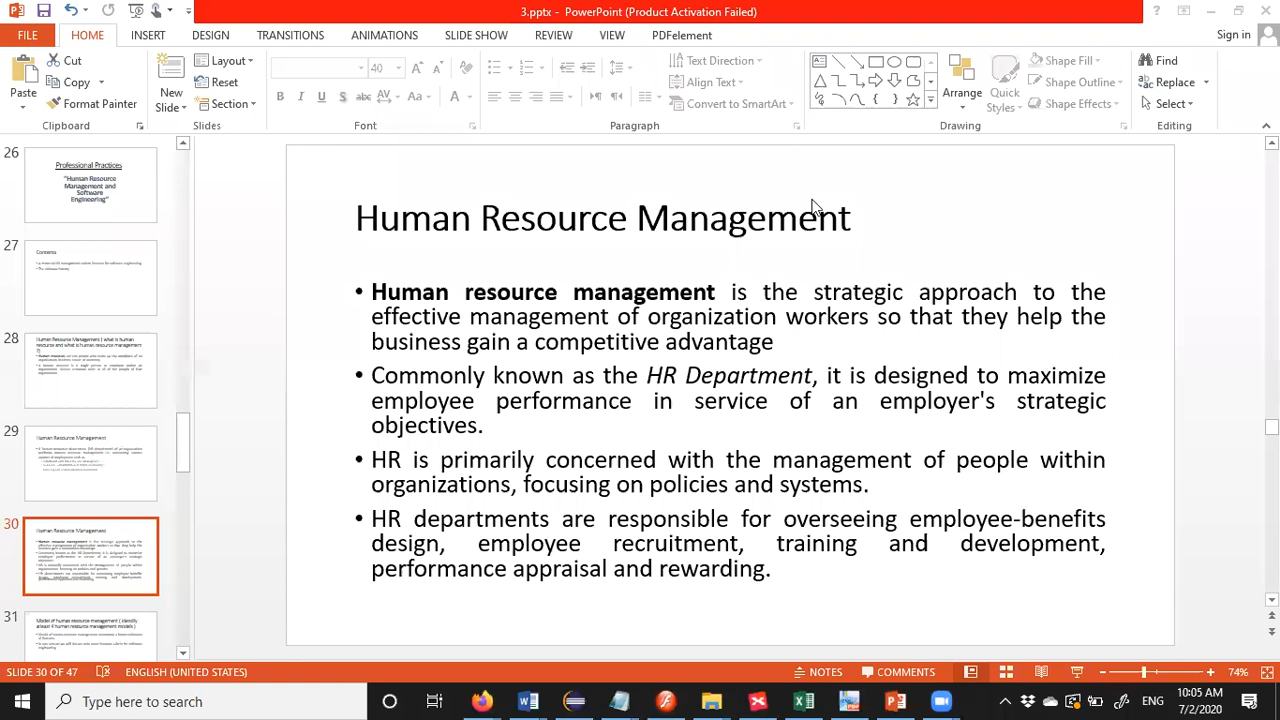 3.pptx - PowerPoint (Product Activation Failed)
FILE HOME INSERT DESIGN TRANSITIONS ANIMATIONS SLIDE SHOW REVIEW VIEW PDFelement Sign in
Paste
Cut
Copy
Format Painter
Clipboard
New Slide
Layout
Reset
Section
Slides
40
Font
Text Direction
Align Text
Convert to SmartArt
Paragraph
Arrange
Quick Styles
Shape Fill
Shape Outline
Shape Effects
Drawing
Find
Replace
Select
Editing
26
Professional Practices
"Human Resource
Management and
Software
Engineering"
27
Contents
28
29
Human Resource Management
30
Human Resource Management
31
Human Resource Management
• Human resource management is the strategic approach to the
effective management of organization workers so that they help the
business gain a competitive advantage
• Commonly known as the HR Department, it is designed to maximize
employee performance in service of an employer's strategic
objectives.
• HR is primarily concerned with the management of people within
organizations, focusing on policies and systems.
• HR departments are responsible for overseeing employee-benefits
design, employee recruitment, training and development,
performance appraisal and rewarding.
SLIDE 30 OF 47 ENGLISH (UNITED STATES) NOTES COMMENTS 74%
Type here to search
ENG
10:05 AM
7/2/2020